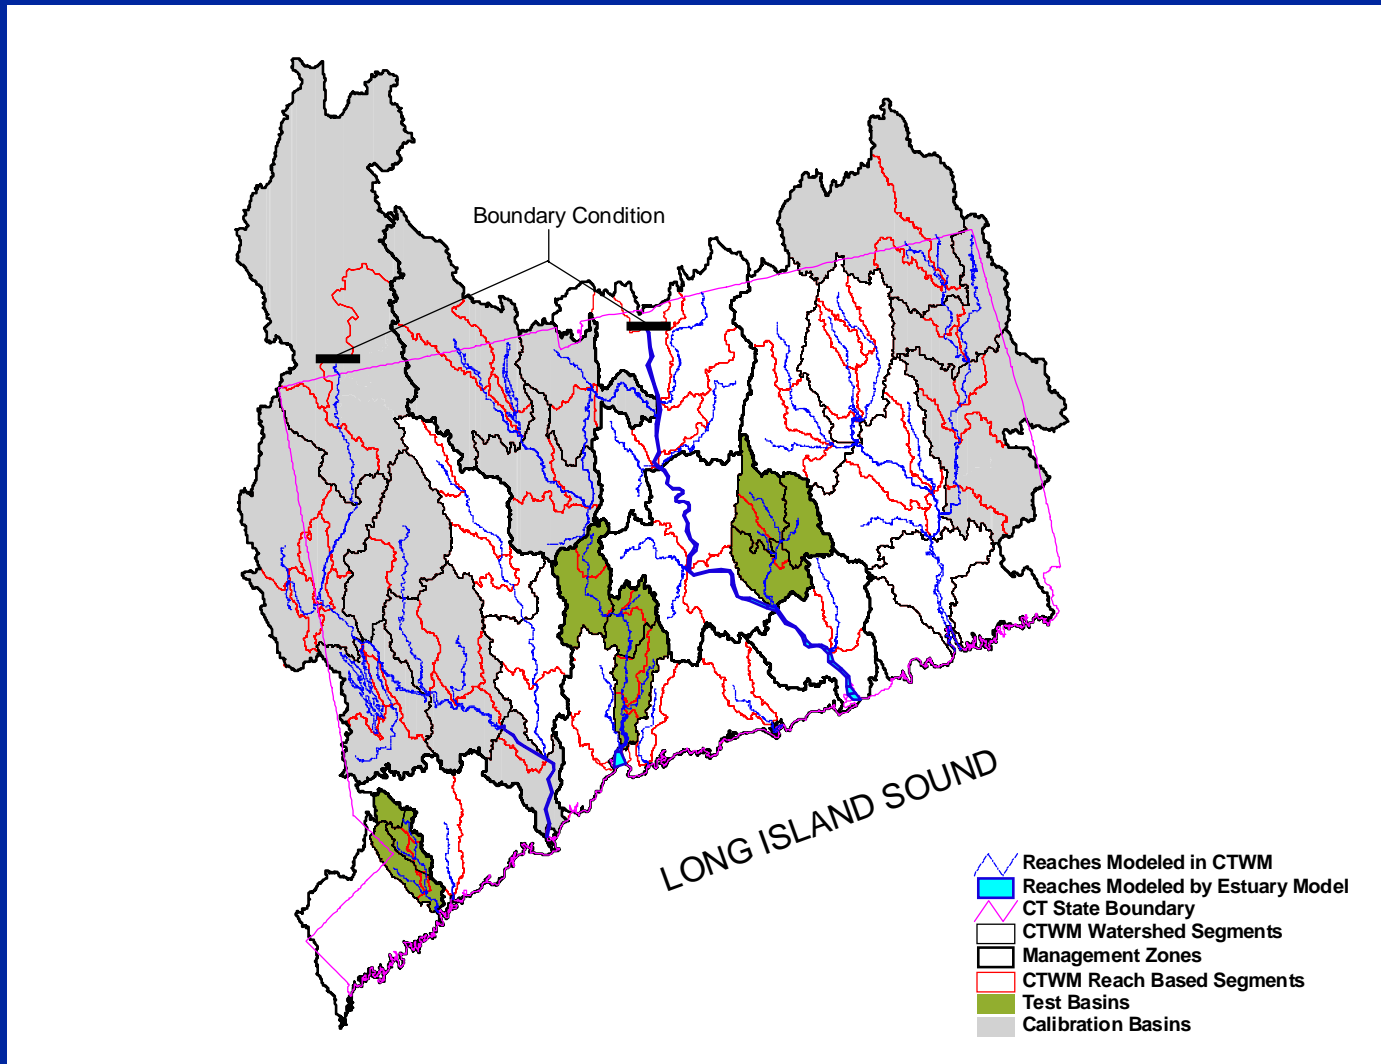 Boundary Condition
LONG ISLAND SOUND
Reaches Modeled in CTWM
Reaches Modeled by Estuary Model
CT State Boundary
CTWM Watershed Segments
Management Zones
CTWM Reach Based Segments
Test Basins
Calibration Basins